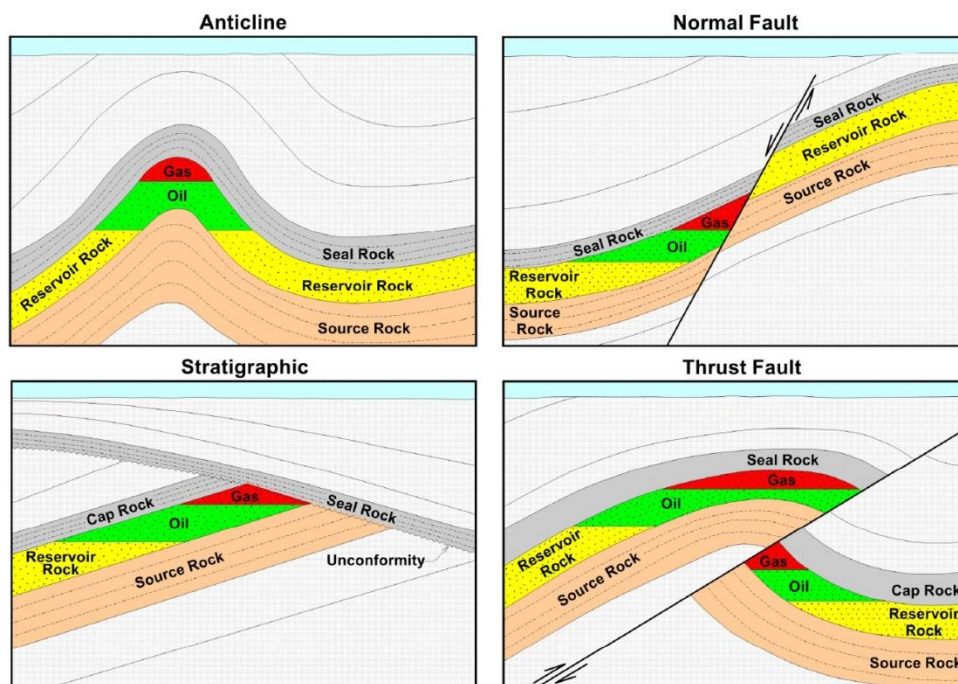 Anticline
Gas
Oil
Reservoir Rock
Seal Rock
Reservoir Rock
Source Rock
Normal Fault
Seal Rock
Reservoir Rock
Source Rock
Gas
Seal Rock
Oil
Reservoir
Rock
Source
Rock
Stratigraphic
Cap Rock
Gas
Seal Rock
Oil
Reservoir
Rock
Source Rock
Unconformity
Thrust Fault
Seal Rock
Gas
Oil
Reservoir
Rock
Source Rock
Gas
Oil
Cap Rock
Reservoir
Rock
Source Rock